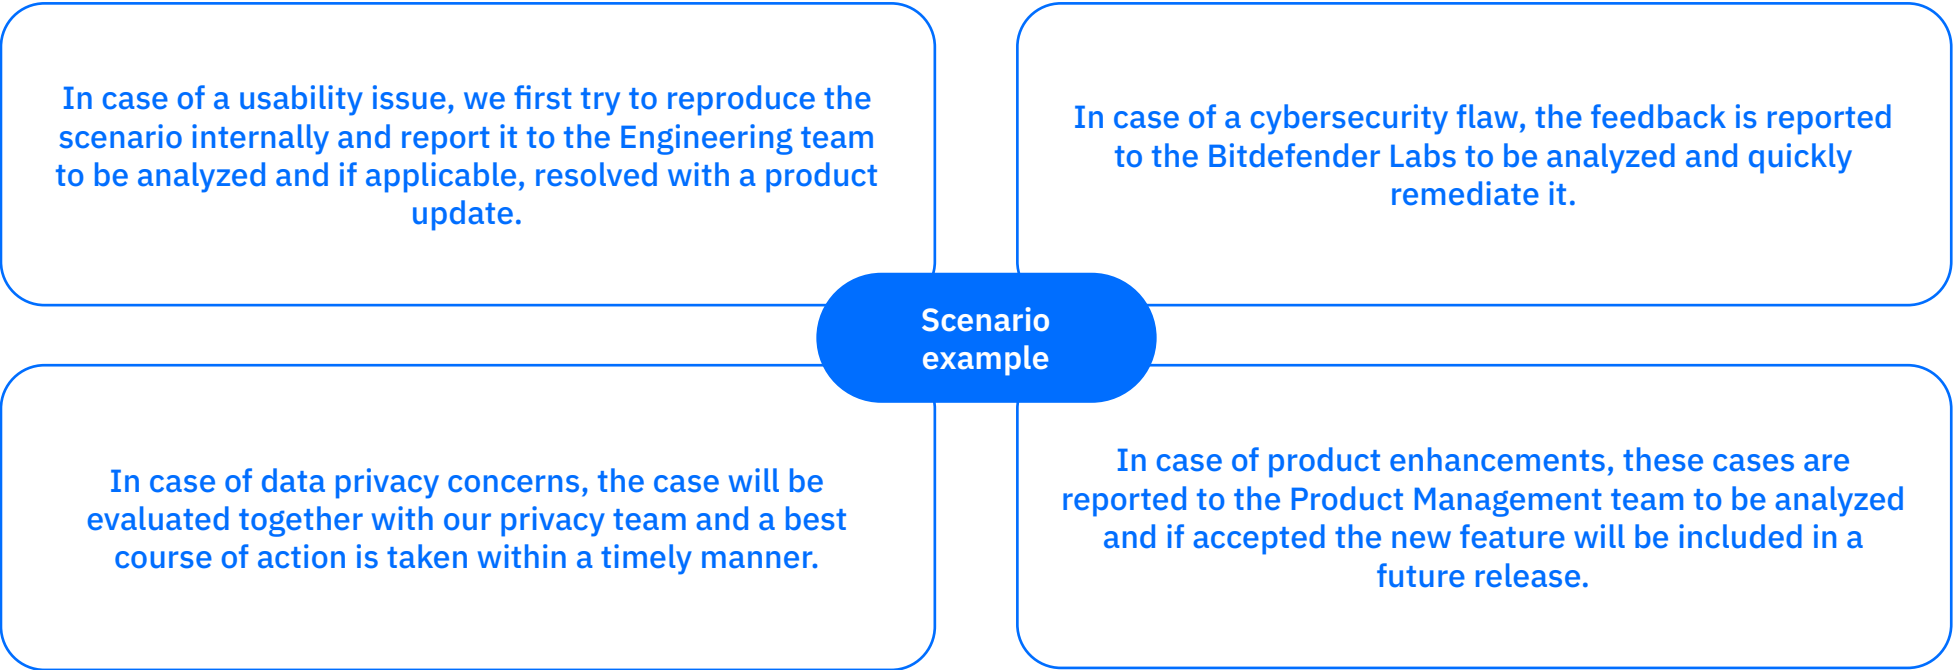 In case of a usability issue, we first try to reproduce the
scenario internally and report it to the Engineering team
to be analyzed and if applicable, resolved with a product
update.
In case of a cybersecurity flaw, the feedback is reported
to the Bitdefender Labs to be analyzed and quickly
remediate it.
Scenario
example
In case of data privacy concerns, the case will be
evaluated together with our privacy team and a best
course of action is taken within a timely manner.
In case of product enhancements, these cases are
reported to the Product Management team to be analyzed
and if accepted the new feature will be included in a
future release.